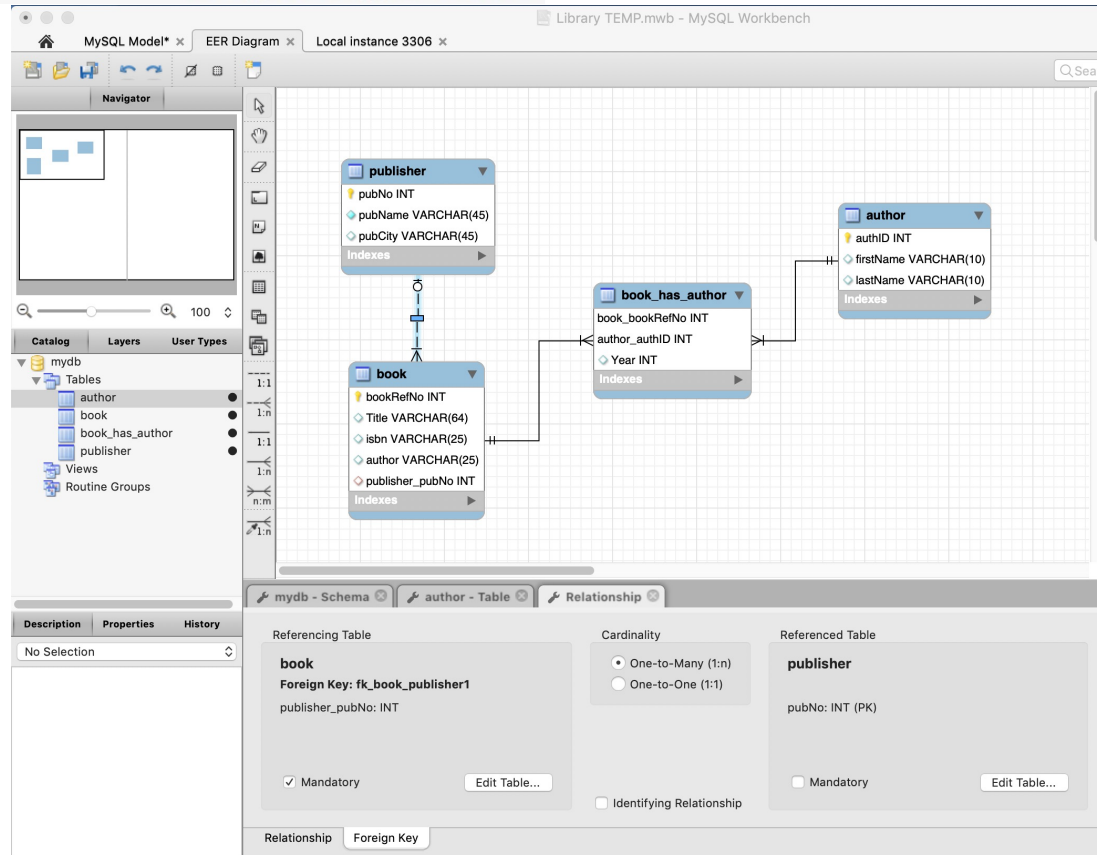 Library TEMP.mwb - MySQL Workbench
MySQL Model* ×
EER Diagram ×
Local instance 3306 ×
Navigator
100
Catalog
Layers
User Types
mydb
Tables
author
book
book_has_author
publisher
Views
Routine Groups
Description
Properties
History
No Selection
1:1
1:n
1:1
1:n
n:m
1:n
publisher
pubNo INT
pubName VARCHAR(45)
pubCity VARCHAR(45)
Indexes
book
bookRefNo INT
Title VARCHAR(64)
isbn VARCHAR(25)
author VARCHAR(25)
publisher_pubNo INT
Indexes
book_has_author
book_bookRefNo INT
author_authID INT
Year INT
Indexes
author
authID INT
firstName VARCHAR(10)
lastName VARCHAR(10)
Indexes
mydb - Schema
author - Table
Relationship
Referencing Table
book
Foreign Key: fk_book_publisher1
publisher_pubNo: INT
Mandatory
Edit Table...
Cardinality
One-to-Many (1:n)
One-to-One (1:1)
Identifying Relationship
Referenced Table
publisher
pubNo: INT (PK)
Mandatory
Edit Table...
Relationship
Foreign Key